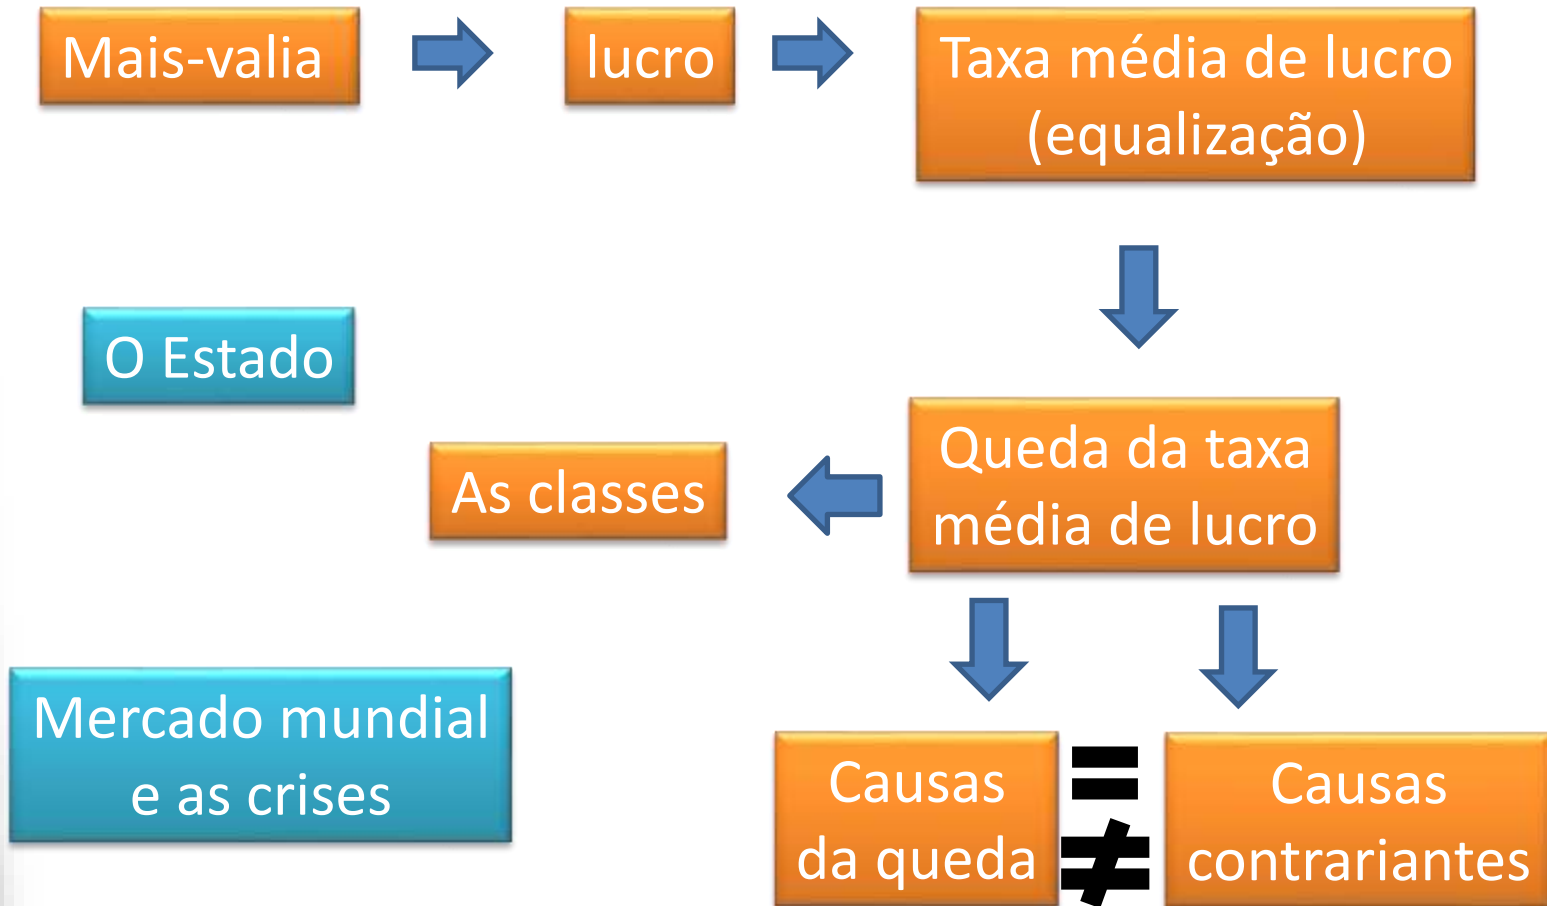 Mais-valia
lucro
Taxa média de lucro
(equalização)
O Estado
As classes
Queda da taxa
média de lucro
Mercado mundial
e as crises
Causas
da queda
=
≠
Causas
contrariantes